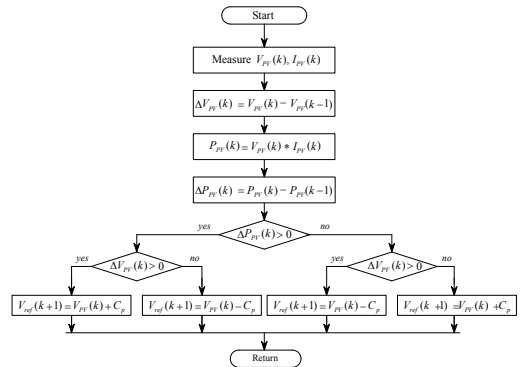 Start
Measure V_PV(k), I_PV(k)
ΔV_PV(k) = V_PV(k) − V_PV(k−1)
P_PV(k) = V_PV(k) * I_PV(k)
ΔP_PV(k) = P_PV(k) − P_PV(k−1)
yes ΔP_PV(k) > 0 no
yes ΔV_PV(k) > 0 no yes ΔV_PV(k) > 0 no
V_ref(k+1) = V_PV(k) + C_p V_ref(k+1) = V_PV(k) − C_p V_ref(k+1) = V_PV(k) − C_p V_ref(k+1) = V_PV(k) + C_p
Return